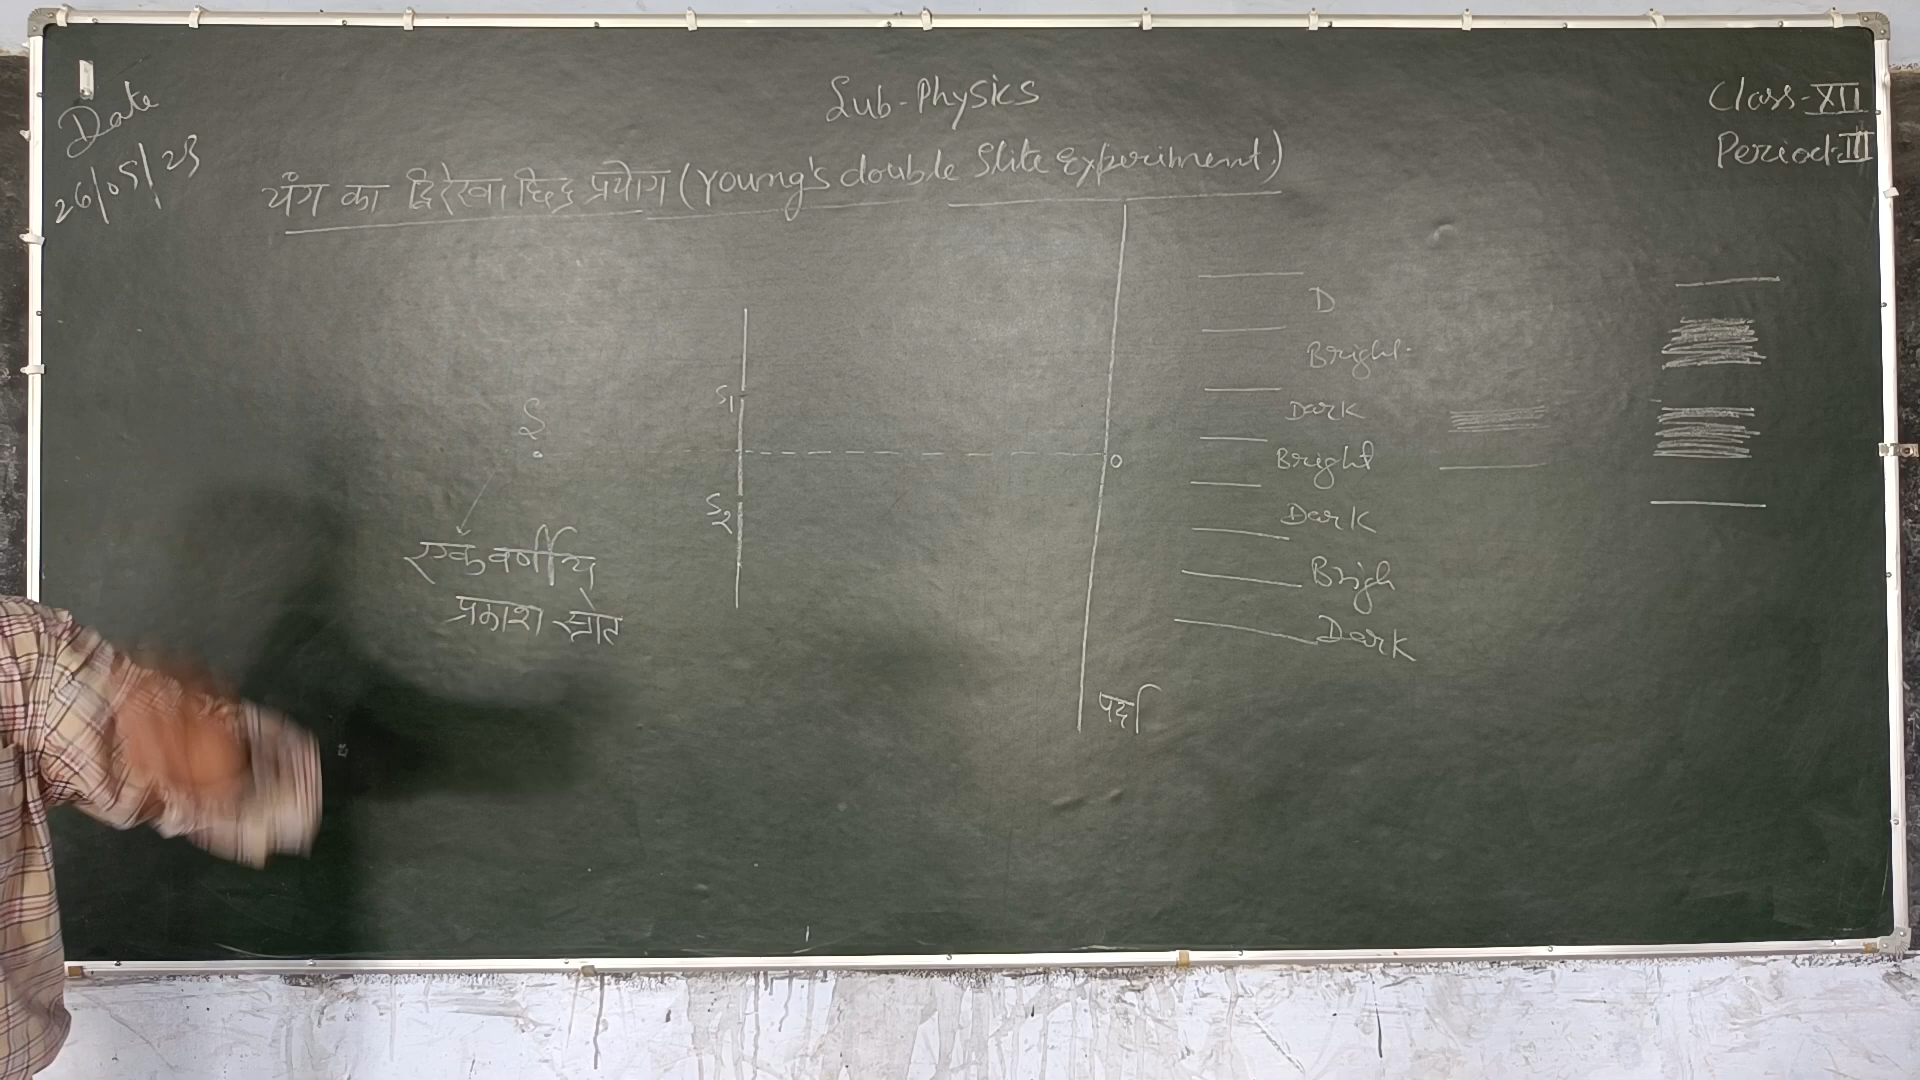 Date
26/05/23
Sub-Physics
Class-XII
Period-III
यंग का द्विरेखा छिद्र प्रयोग (Young's double Slite Experiment)
D
Bright
S1
Dark
S
Bright
O
S2
Dark
एकवर्णीय
प्रकाश स्रोत
Brigh
Dark
पर्दा